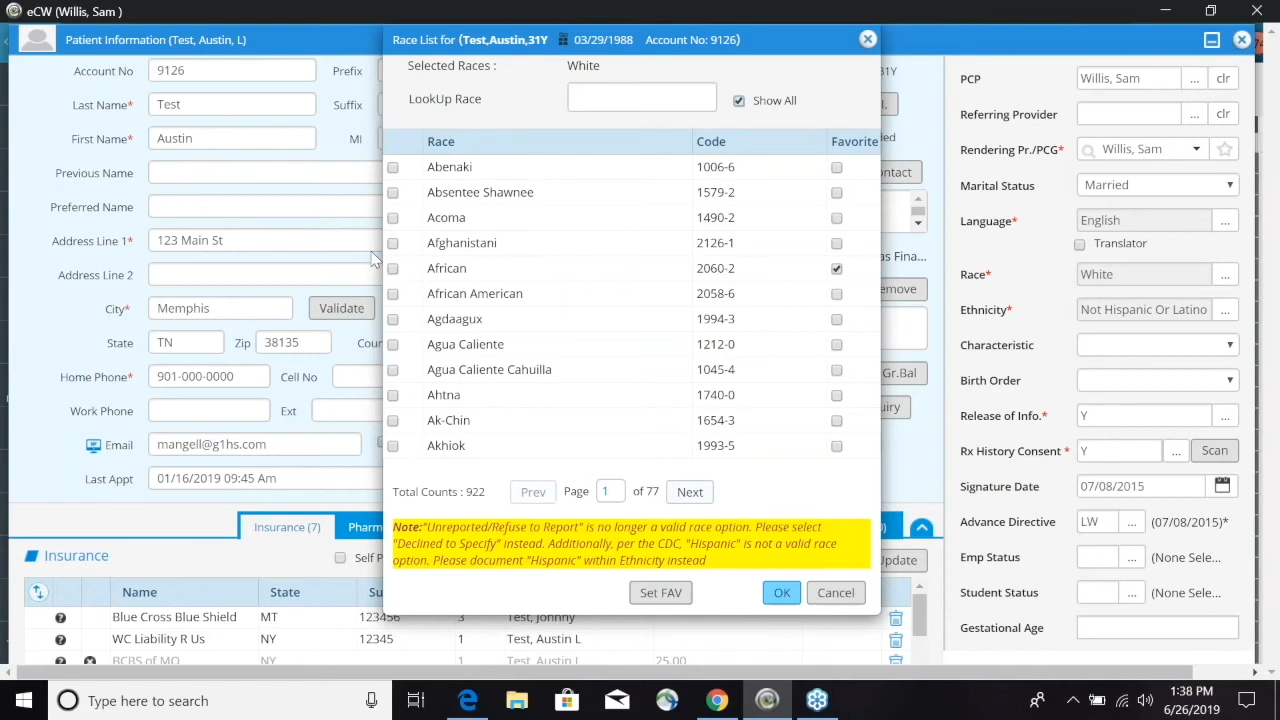 eCW (Willis, Sam )
Patient Information (Test, Austin, L)
Account No 9126 Prefix
Last Name* Test Suffix
First Name* Austin MI
Previous Name
Preferred Name
Address Line 1* 123 Main St
Address Line 2
City* Memphis Validate
State TN Zip 38135
Home Phone* 901-000-0000 Cell No
Work Phone Ext
Email mangell@g1hs.com
Last Appt 01/16/2019 09:45 Am
Race List for (Test,Austin,31Y 03/29/1988 Account No: 9126)
Selected Races : White
LookUp Race Show All
Race Code Favorite
Abenaki 1006-6
Absentee Shawnee 1579-2
Acoma 1490-2
Afghanistani 2126-1
African 2060-2
African American 2058-6
Agdaagux 1994-3
Agua Caliente 1212-0
Agua Caliente Cahuilla 1045-4
Ahtna 1740-0
Ak-Chin 1654-3
Akhiok 1993-5
Total Counts : 922 Prev Page 1 of 77 Next
Note:"Unreported/Refuse to Report" is no longer a valid race option. Please select
"Declined to Specify" instead. Additionally, per the CDC, "Hispanic" is not a valid race
option. Please document "Hispanic" within Ethnicity instead
Set FAV OK Cancel
PCP Willis, Sam ... clr
Referring Provider ... clr
Rendering Pr./PCG* Willis, Sam
Marital Status Married
Language* English ...
Translator
Race* White ...
Ethnicity* Not Hispanic Or Latino ...
Characteristic
Birth Order
Release of Info.* Y ...
Rx History Consent * Y ... Scan
Signature Date 07/08/2015
Advance Directive LW ... (07/08/2015)*
Emp Status ... (None Sele...
Student Status ... (None Sele...
Gestational Age
Insurance (7)
Insurance
Name State
Blue Cross Blue Shield MT 123456 3 Test, Johnny
WC Liability R Us NY 12345 1 Test, Austin L
BCBS of MO NY 1 Test, Austin L 25.00
Type here to search
1:38 PM
6/26/2019